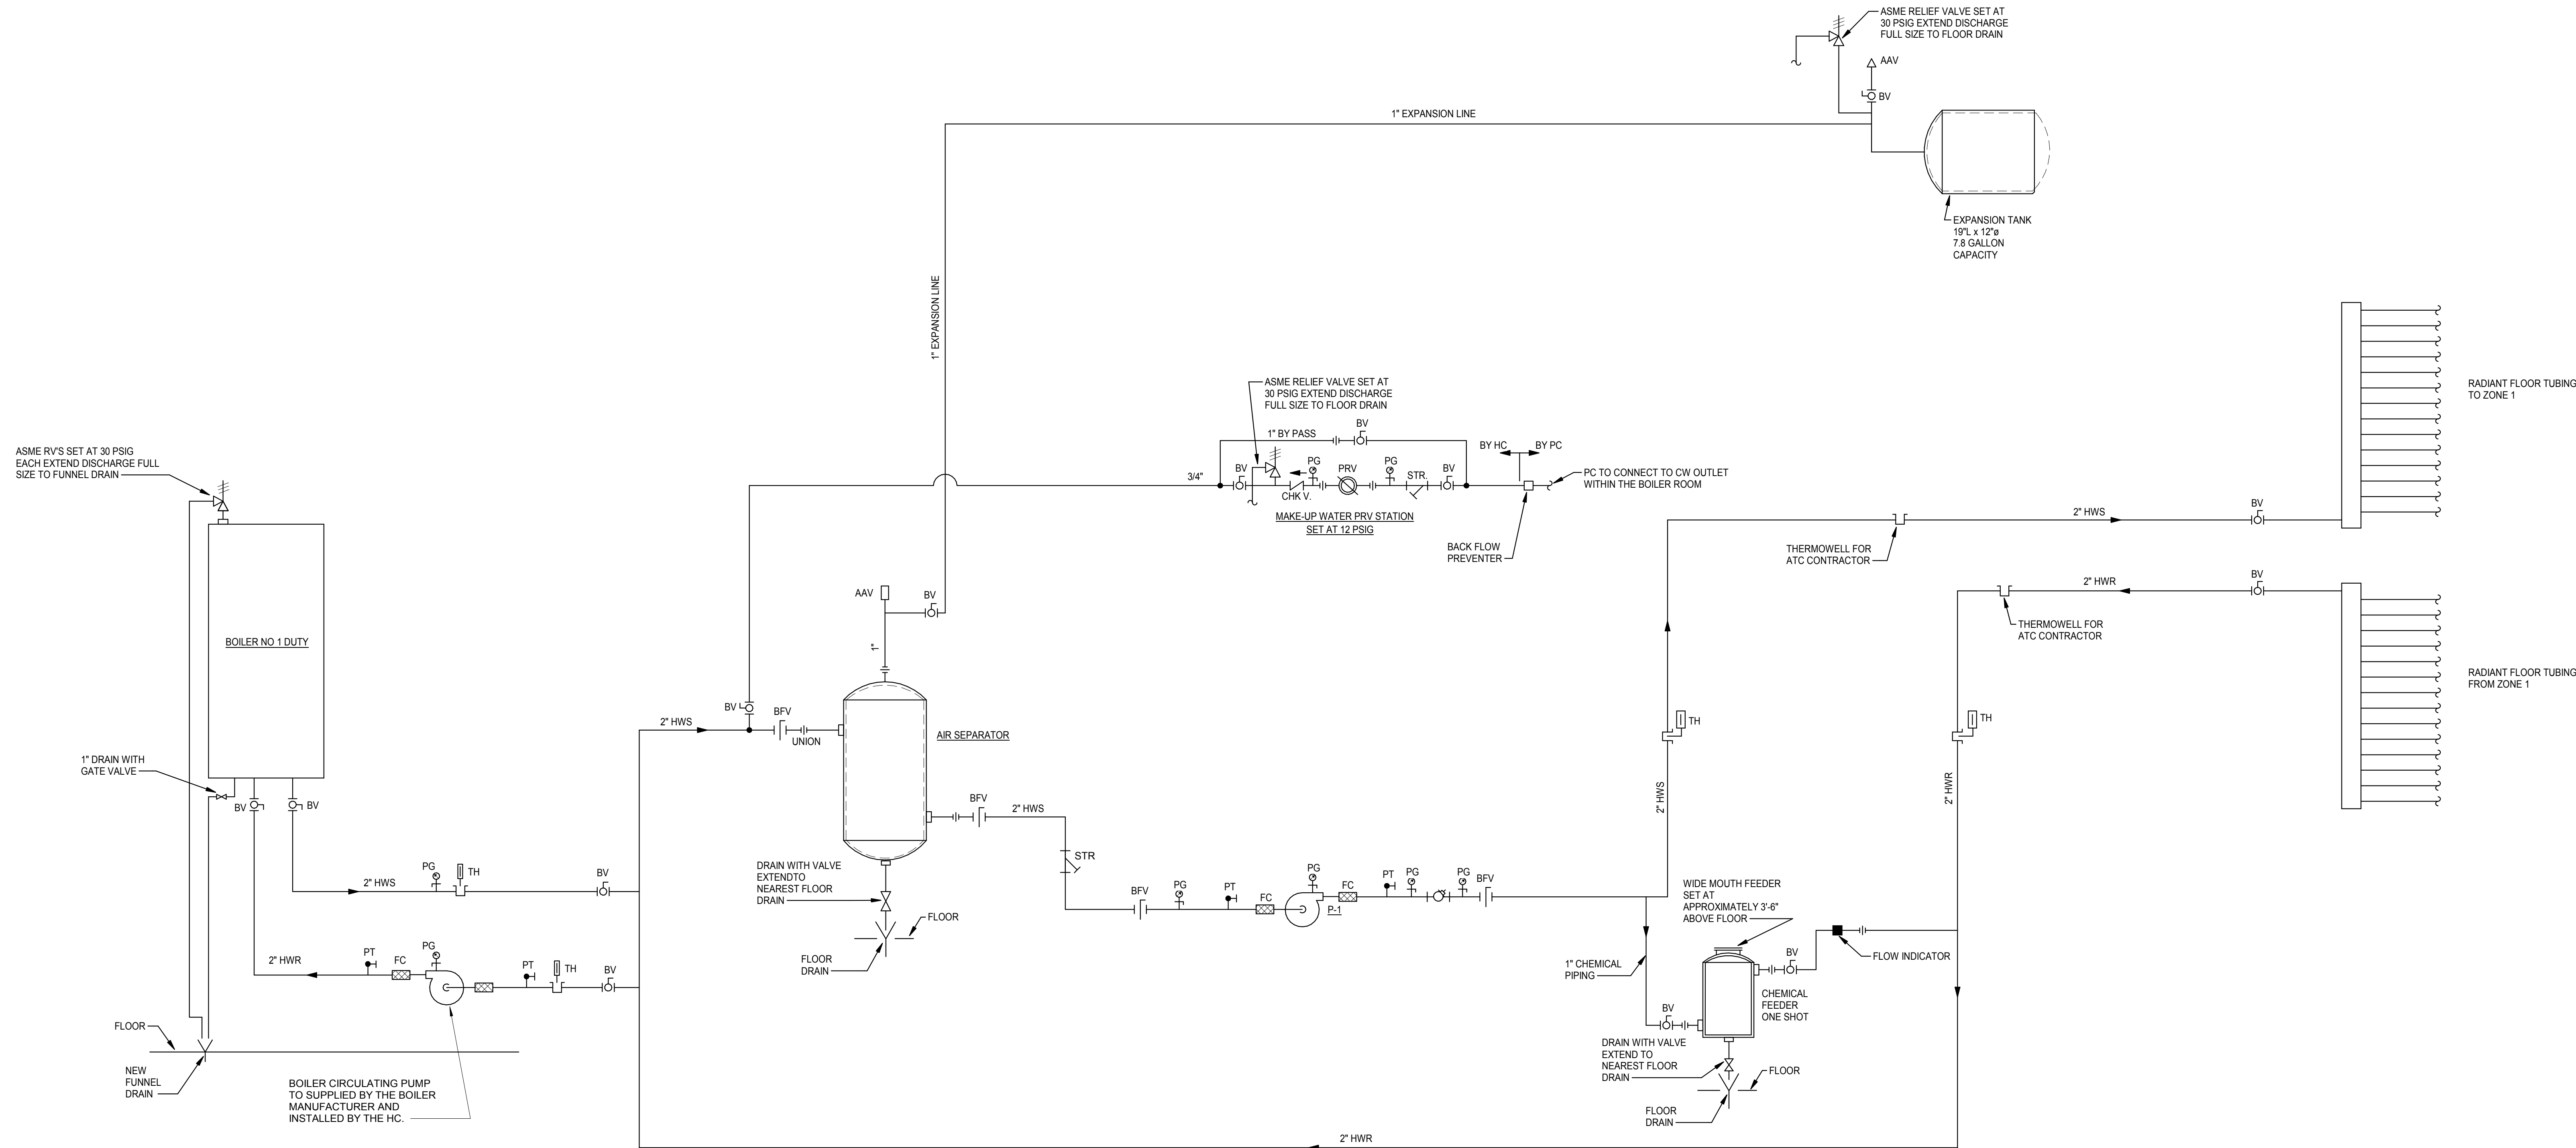 ASME RELIEF VALVE SET AT
30 PSIG EXTEND DISCHARGE
FULL SIZE TO FLOOR DRAIN
AAV
BV
1" EXPANSION LINE
EXPANSION TANK
19"L x 12"ø
7.8 GALLON
CAPACITY
1" EXPANSION LINE
ASME RELIEF VALVE SET AT
30 PSIG EXTEND DISCHARGE
FULL SIZE TO FLOOR DRAIN
1" BY PASS
BV
BY HC
BY PC
3/4"
BV
PG
PRV
PG
STR.
BV
CHK V.
PC TO CONNECT TO CW OUTLET
WITHIN THE BOILER ROOM
MAKE-UP WATER PRV STATION
SET AT 12 PSIG
BACK FLOW
PREVENTER
RADIANT FLOOR TUBING
TO ZONE 1
2" HWS
BV
THERMOWELL FOR
ATC CONTRACTOR
2" HWR
BV
THERMOWELL FOR
ATC CONTRACTOR
RADIANT FLOOR TUBING
FROM ZONE 1
ASME RV'S SET AT 30 PSIG
EACH EXTEND DISCHARGE FULL
SIZE TO FUNNEL DRAIN
BOILER NO 1 DUTY
1" DRAIN WITH
GATE VALVE
BV
BV
AAV
BV
1"
BV
BFV
2" HWS
UNION
AIR SEPARATOR
BFV
2" HWS
STR
TH
TH
2" HWS
2" HWR
PG
TH
BV
2" HWS
DRAIN WITH VALVE
EXTENDTO
NEAREST FLOOR
DRAIN
FLOOR
FLOOR
DRAIN
BFV
PG
PT
FC
PG
FC
PT
PG
PG
BFV
P-1
2" HWR
PT
FC
PG
PT
TH
BV
WIDE MOUTH FEEDER
SET AT
APPROXIMATELY 3'-6"
ABOVE FLOOR
1" CHEMICAL
PIPING
BV
FLOW INDICATOR
CHEMICAL
FEEDER
ONE SHOT
BV
DRAIN WITH VALVE
EXTEND TO
NEAREST FLOOR
DRAIN
FLOOR
FLOOR
DRAIN
FLOOR
NEW
FUNNEL
DRAIN
BOILER CIRCULATING PUMP
TO SUPPLIED BY THE BOILER
MANUFACTURER AND
INSTALLED BY THE HC.
2" HWR